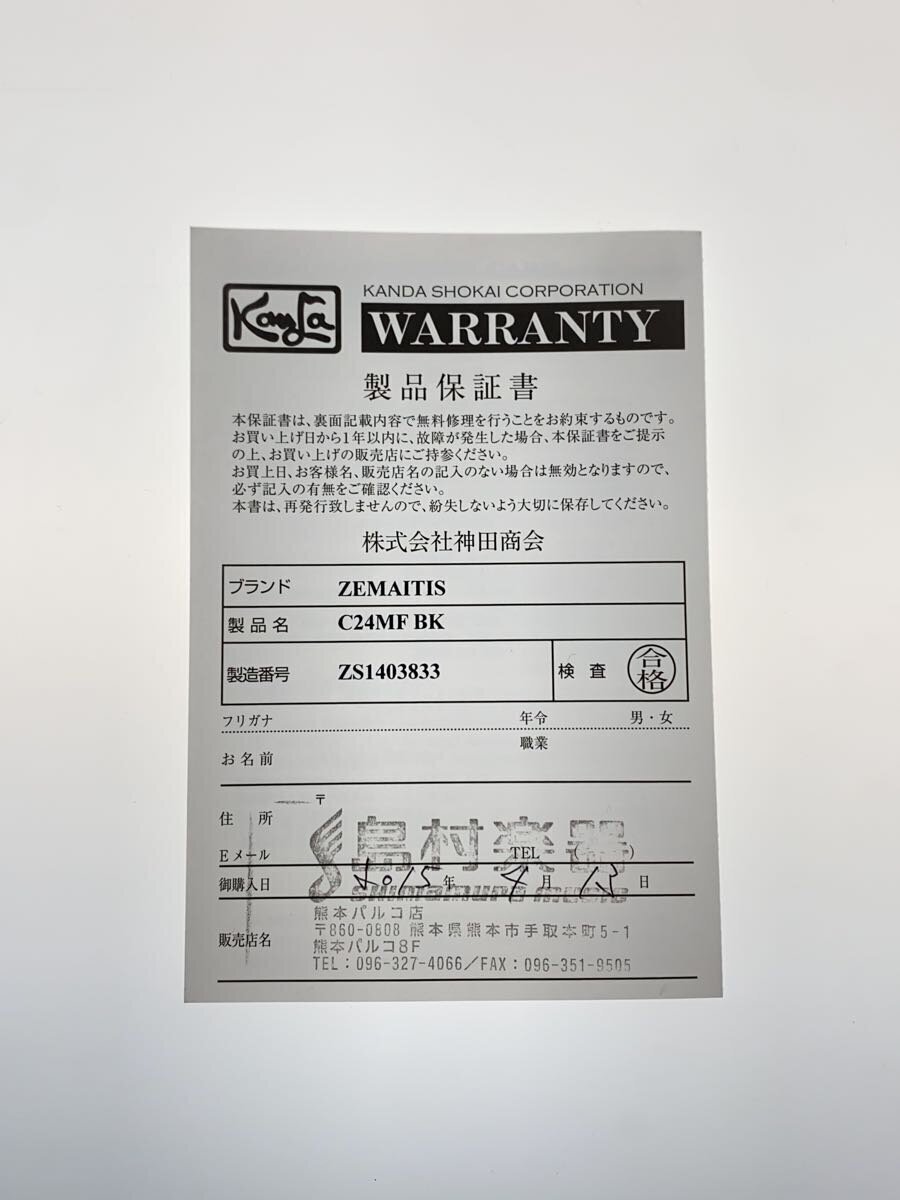 Kanda
KANDA SHOKAI CORPORATION
WARRANTY
製品保証書
本保証書は、裏面記載内容で無料修理を行うことをお約束するものです。
お買い上げ日から1年以内に、故障が発生した場合、本保証書をご提示
の上、お買い上げの販売店にご持参ください。
お買上日、お客様名、販売店名の記入のない場合は無効となりますので、
必ず記入の有無をご確認ください。
本書は、再発行致しませんので、紛失しないよう大切に保存してください。
株式会社神田商会
ブランド ZEMAITIS
製品名 C24MF BK
製造番号 ZS1403833 検査 合格
フリガナ 年令 男・女
職業
お名前
〒
住所 島村楽器
Eメール TEL ( )
shimamura music
御購入日 2015年 4月 13日
熊本パルコ店
販売店名 〒860-0808 熊本県熊本市手取本町5-1
熊本パルコ8F
TEL:096-327-4066/FAX:096-351-9505